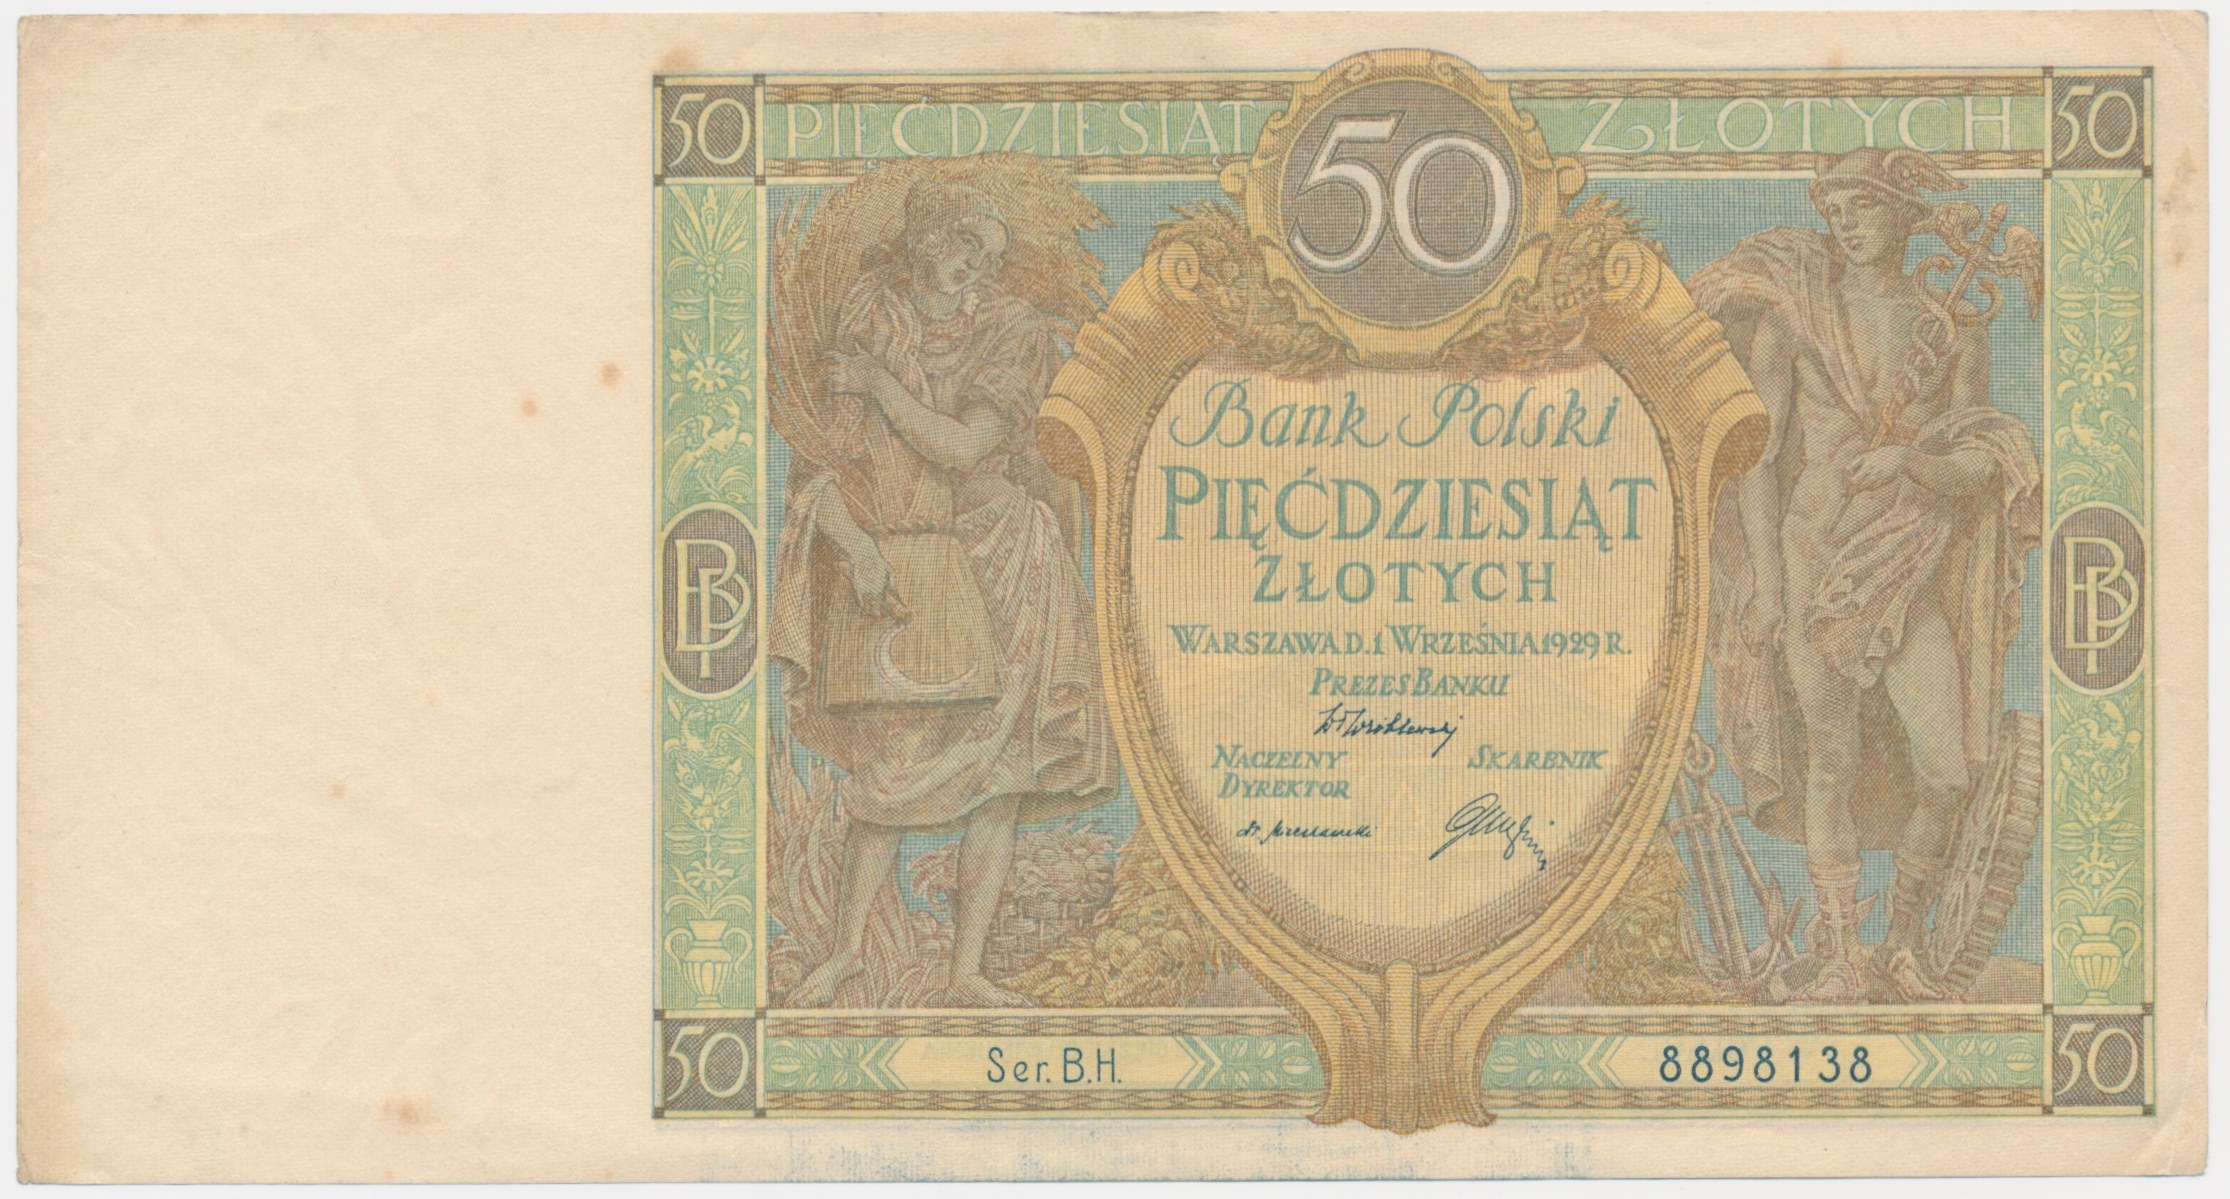 50 PIĘĆDZIESIĄT 50 ZŁOTYCH 50
Bank Polski
PIĘĆDZIESIĄT
ZŁOTYCH
WARSZAWA D. 1 WRZEŚNIA 1929 R.
PREZES BANKU
NACZELNY SKARBNIK
DYREKTOR
BP BP
50 Ser. B.H. 8898138 50